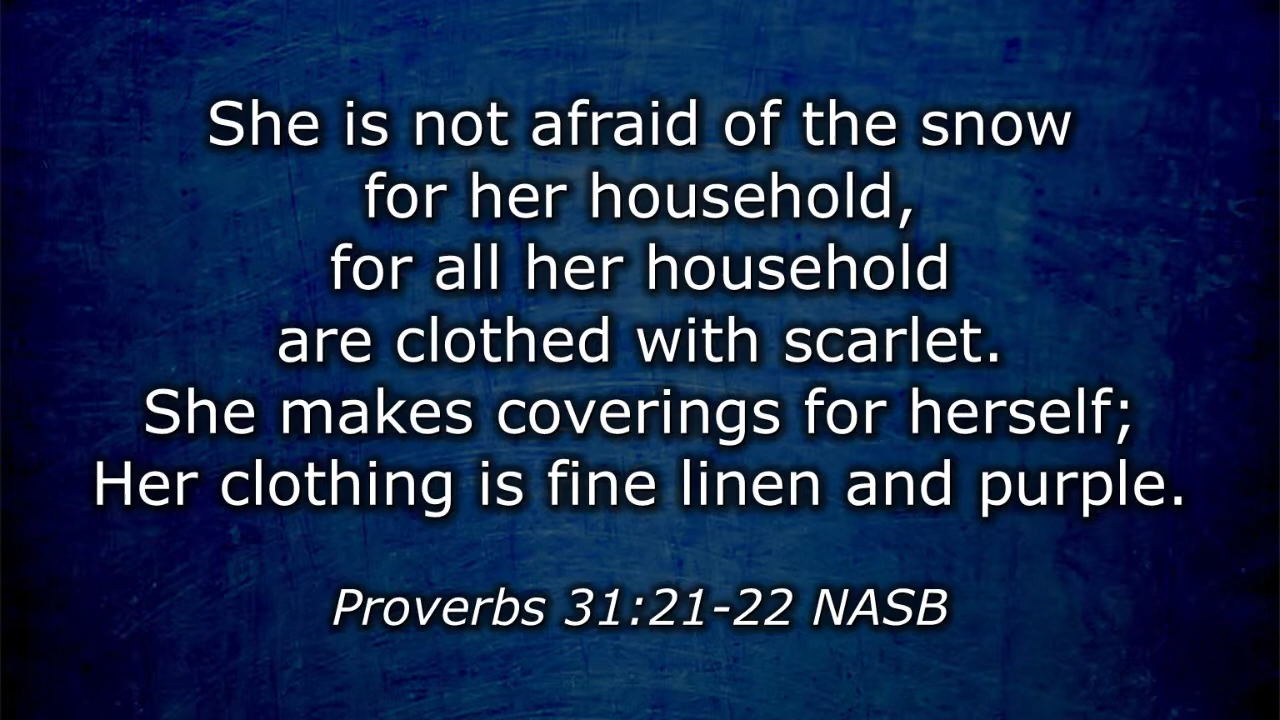 She is not afraid of the snow
for her household,
for all her household
are clothed with scarlet.
She makes coverings for herself;
Her clothing is fine linen and purple.
Proverbs 31:21-22 NASB